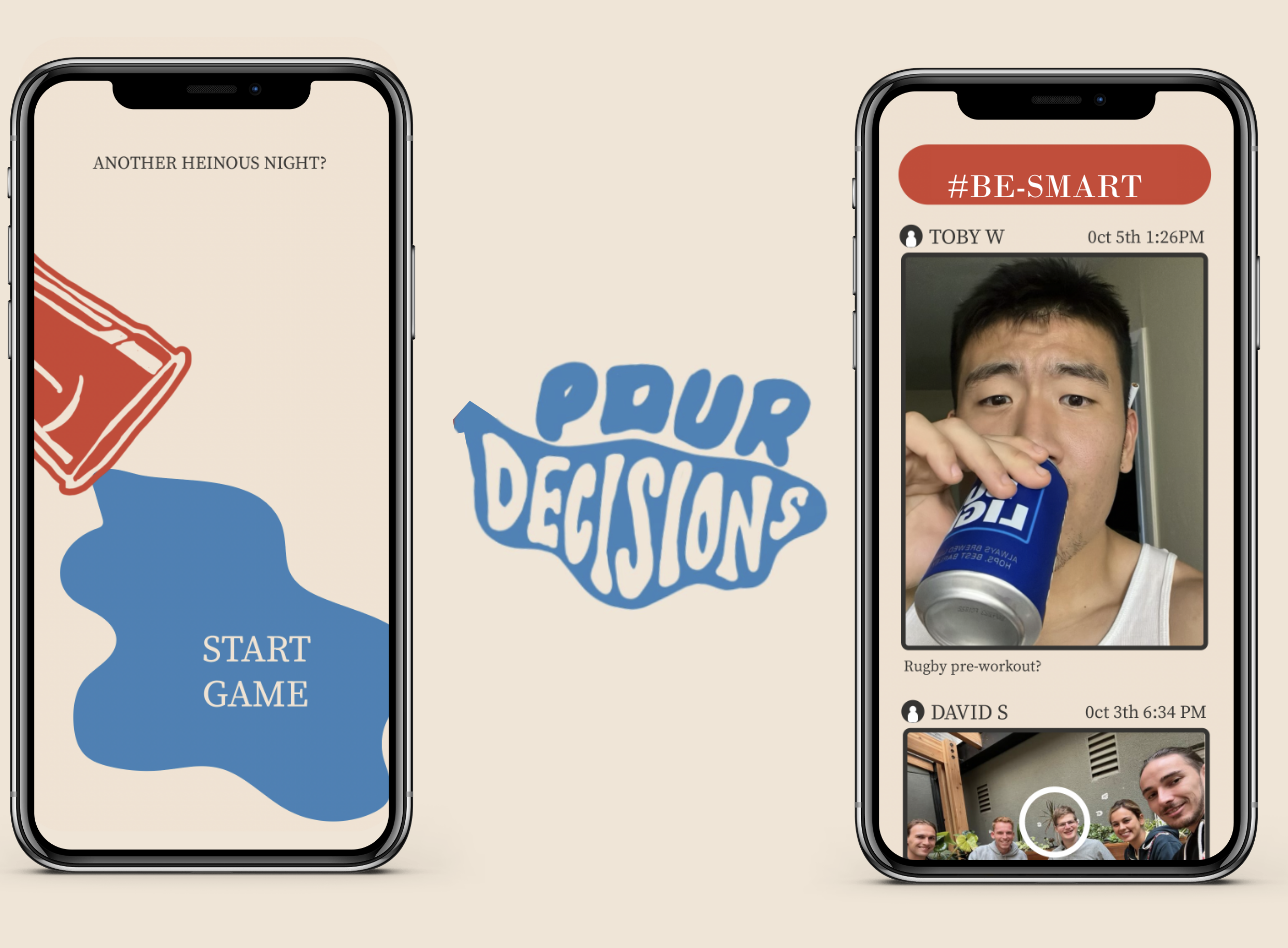 ANOTHER HEINOUS NIGHT?
START
GAME
POUR
DECISIONS
#BE-SMART
TOBY W
0ct 5th 1:26PM
LIG
ALWAYS BREWED
HOPS, BEST BAR
Rugby pre-workout?
DAVID S
0ct 3th 6:34 PM